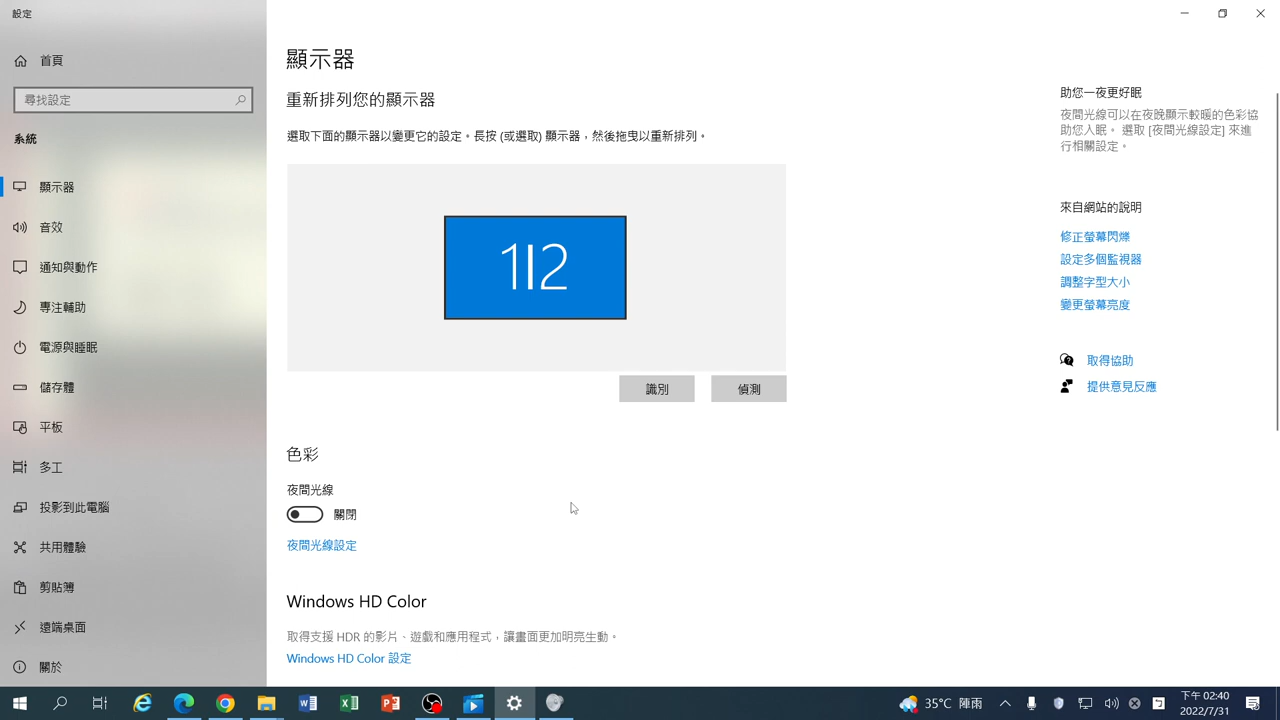 設定
首頁
尋找設定
系統
顯示器
音效
通知與動作
專注輔助
電源與睡眠
儲存體
平板
多工
投影到此電腦
共用體驗
剪貼簿
遠端桌面
關於
顯示器
重新排列您的顯示器
選取下面的顯示器以變更它的設定。長按 (或選取) 顯示器，然後拖曳以重新排列。
1|2
識別
偵測
色彩
夜間光線
關閉
夜間光線設定
Windows HD Color
取得支援 HDR 的影片、遊戲和應用程式，讓畫面更加明亮生動。
Windows HD Color 設定
助您一夜更好眠
夜間光線可以在夜晚顯示較暖的色彩協
助您入眠。 選取 [夜間光線設定] 來進
行相關設定。
來自網站的說明
修正螢幕閃爍
設定多個監視器
調整字型大小
變更螢幕亮度
取得協助
提供意見反應
35°C 陣雨
下午 02:40
2022/7/31